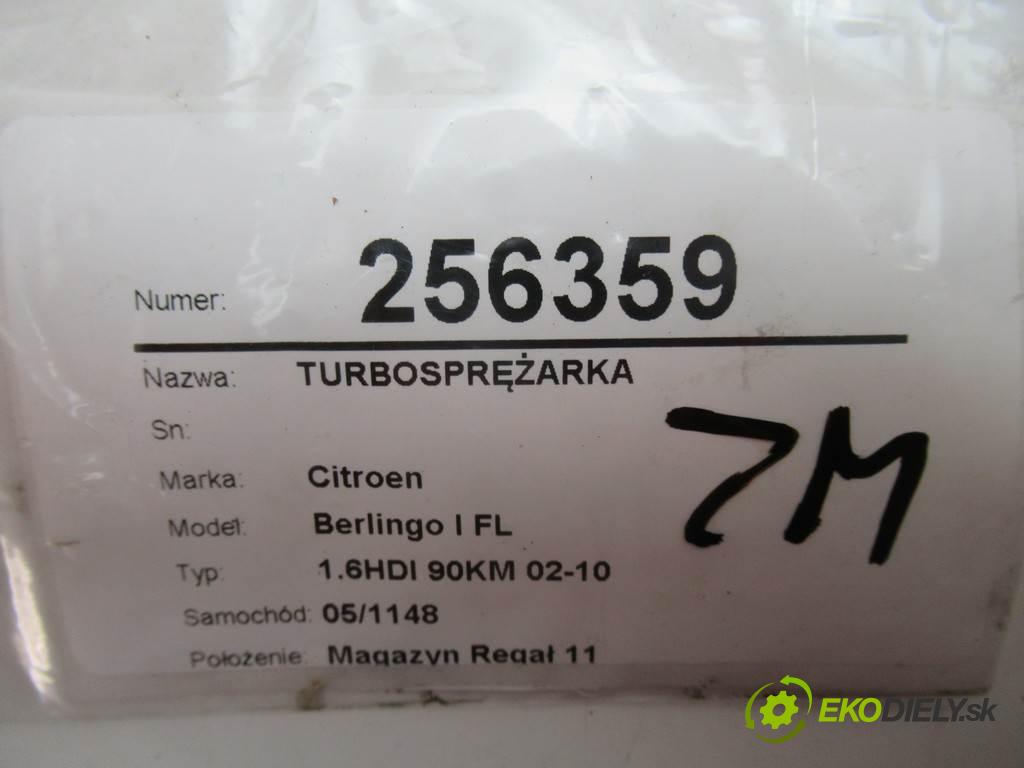 Numer: 256359
Nazwa: TURBOSPRĘŻARKA
Sn:
Marka: Citroen
Model: Berlingo I FL
Typ: 1.6HDI 90KM 02-10
Samochód: 05/1148
Położenie: Magazyn Regał 11
ZM
EKODIELY.sk